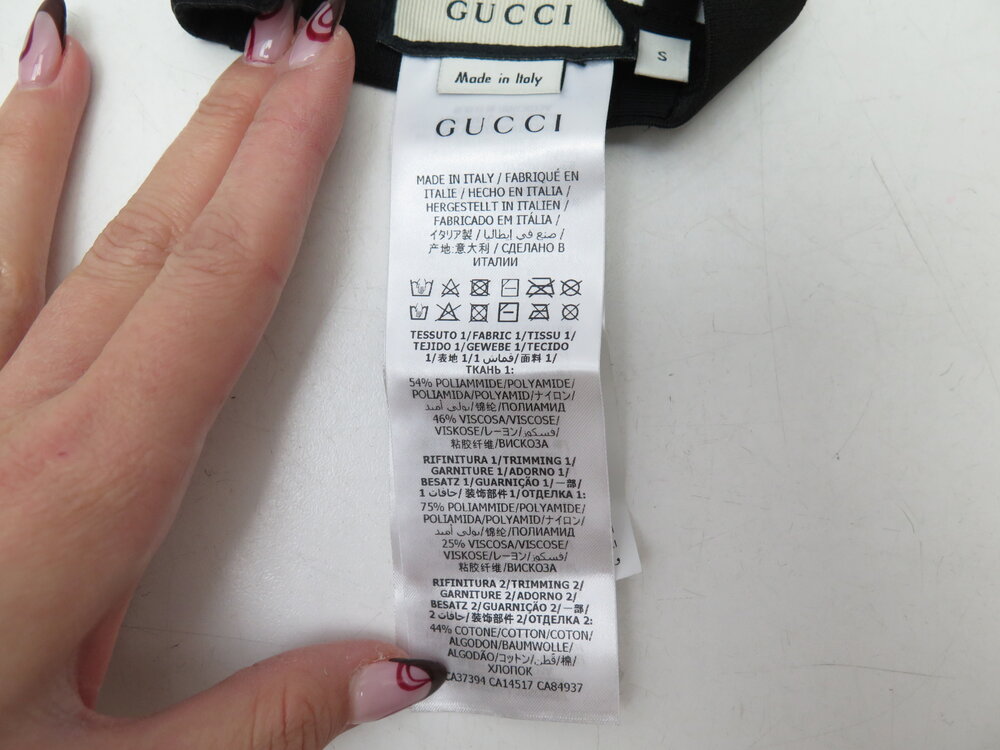 GUCCI
S
Made in Italy
GUCCI
MADE IN ITALY / FABRIQUÉ EN
ITALIE / HECHO EN ITALIA /
HERGESTELLT IN ITALIEN /
FABRICADO EM ITÁLIA /
イタリア製 / صنع في إيطاليا /
产地:意大利 / СДЕЛАНО В
ИТАЛИИ
TESSUTO 1/FABRIC 1/TISSU 1/
TEJIDO 1/GEWEBE 1/TECIDO
1/表地 1/قماش 1/面料 1/
ТКАНЬ 1:
54% POLIAMMIDE/POLYAMIDE/
POLIAMIDA/POLYAMID/ナイロン/
بولي أميد/锦纶/ПОЛИАМИД
46% VISCOSA/VISCOSE/
VISKOSE/レーヨン/فسكوز/
粘胶纤维/ВИСКОЗА
RIFINITURA 1/TRIMMING 1/
GARNITURE 1/ADORNO 1/
BESATZ 1/GUARNIÇÃO 1/一部/
حافات 1/装饰部件 1/ОТДЕЛКА 1:
75% POLIAMMIDE/POLYAMIDE/
POLIAMIDA/POLYAMID/ナイロン/
بولي أميد/锦纶/ПОЛИАМИД
25% VISCOSA/VISCOSE/
VISKOSE/レーヨン/فسكوز/
粘胶纤维/ВИСКОЗА
RIFINITURA 2/TRIMMING 2/
GARNITURE 2/ADORNO 2/
BESATZ 2/GUARNIÇÃO 2/一部/
حافات 2/装饰部件 2/ОТДЕЛКА 2:
44% COTONE/COTTON/COTON/
ALGODON/BAUMWOLLE/
ALGODÃO/コットン/قطن/棉/
ХЛОПОК
CA37394 CA14517 CA84937